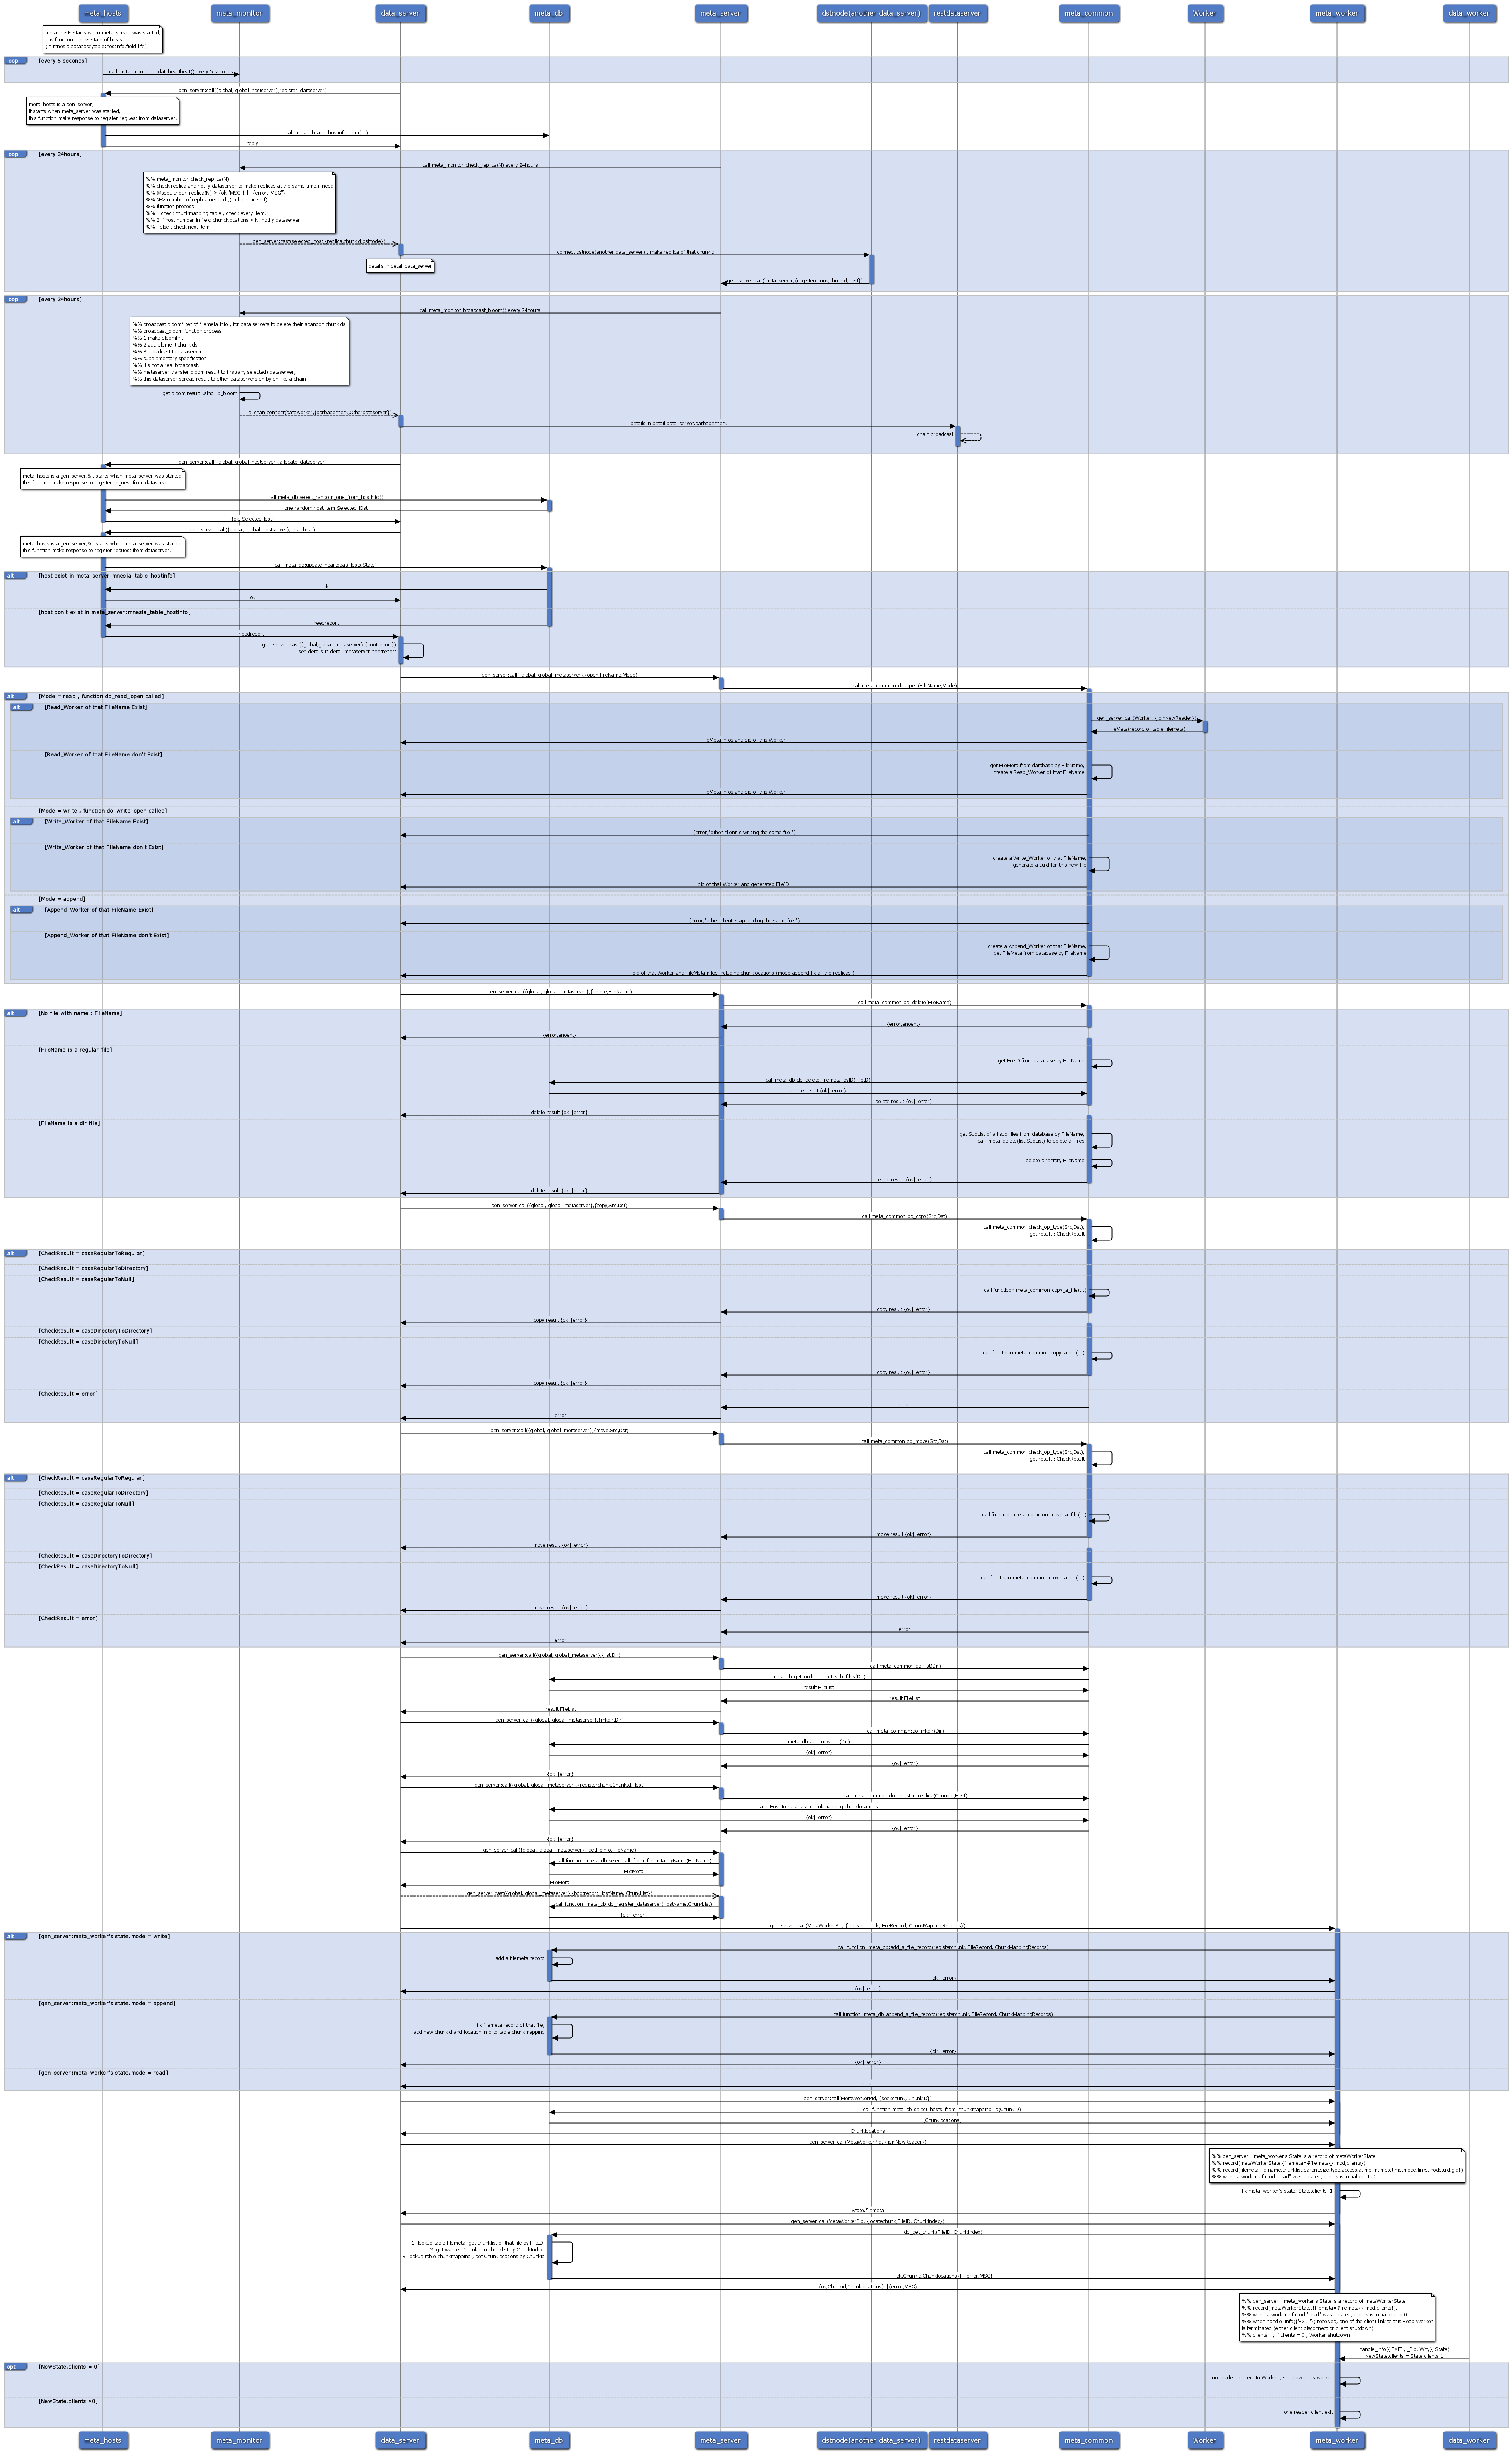 meta_hosts
meta_monitor
data_server
meta_db
meta_server
dstnode(another data_server)
restdataserver
meta_common
Worker
meta_worker
data_worker
meta_hosts starts when meta_server was started,
this function checks state of hosts
(in mnesia database,table:hostinfo,field:life)
loop
[every 5 seconds]
call meta_monitor:updateheartbeat() every 5 seconds
gen_server:call({global, global_hostserver},register_dataserver)
meta_hosts is a gen_server,
it starts when meta_server was started,
this function make response to register reguest from dataserver,
call meta_db:add_hostinfo_item(...)
reply
loop
[every 24hours]
call meta_monitor:check_replica(N) every 24hours
%% meta_monitor:check_replica(N)
%% check replica and notify dataserver to make replicas at the same time,if need
%% @spec check_replica(N)-> {ok,"MSG"} || {error,"MSG"}
%% N-> number of replica needed ,(include himself)
%% function process:
%% 1 check chunkmapping table , check every item,
%% 2 if host number in field chunklocations < N, notify dataserver
%% else , check next item
gen_server:cast(selected_host,{replica,chunkid,dstnode})
connect dstnode(another data_server) , make replica of that chunkid
details in detail.data_server
gen_server:call(meta_server,{registerchunk,chunkid,host})
loop
[every 24hours]
call meta_monitor:broadcast_bloom() every 24hours
%% broadcast bloomfilter of filemeta info , for data servers to delete their abandon chunkids.
%% broadcast_bloom function process:
%% 1 make bloomInit
%% 2 add element chunkids
%% 3 broadcast to dataserver
%% supplementary specification:
%% it's not a real broadcast,
%% metaserver transfer bloom result to first(any selected) dataserver,
%% this dataserver spread result to other dataservers on by on like a chain
get bloom result using lib_bloom
lib_chain:connect(dataworker,{garbagecheck,Otherdataserver})
details in detail.data_server.garbagecheck
chain broadcast
gen_server:call({global, global_hostserver},allocate_dataserver)
meta_hosts is a gen_server,&it starts when meta_server was started,
this function make response to register reguest from dataserver,
call meta_db:select_random_one_from_hostinfo()
one random host item:SelectedHOst
{ok, SelectedHost}
gen_server:call({global, global_hostserver},heartbeat)
meta_hosts is a gen_server,&it starts when meta_server was started,
this function make response to register reguest from dataserver,
call meta_db:update_heartbeat(Hosts,State)
alt
[host exist in meta_server:mnesia_table_hostinfo]
ok
ok
[host don't exist in meta_server:mnesia_table_hostinfo]
needreport
needreport
gen_server:cast({global,global_metaserver},{bootreport})
see details in detail.metaserver.bootreport
gen_server:call({global, global_metaserver},{open,FileName,Mode)
call meta_common:do_open(FileName,Mode)
alt
[Mode = read , function do_read_open called]
alt
[Read_Worker of that FileName Exist]
gen_server:call(Worker, {joinNewReader})
FileMeta(record of table filemeta)
FileMeta infos and pid of this Worker
[Read_Worker of that FileName don't Exist]
get FileMeta from database by FileName,
create a Read_Worker of that FileName
FileMeta infos and pid of this Worker
[Mode = write , function do_write_open called]
alt
[Write_Worker of that FileName Exist]
{error,"other client is writing the same file."}
[Write_Worker of that FileName don't Exist]
create a Write_Worker of that FileName,
generate a uuid for this new file
pid of that Worker and generated FileID
[Mode = append]
alt
[Append_Worker of that FileName Exist]
{error,"other client is appending the same file."}
[Append_Worker of that FileName don't Exist]
create a Append_Worker of that FileName,
get FileMeta from database by FileName
pid of that Worker and FileMeta infos including chunklocations (mode append fix all the replicas )
gen_server:call({global, global_metaserver},{delete,FileName)
call meta_common:do_delete(FileName)
alt
[No file with name : FileName]
{error,enoent}
{error,enoent}
[FileName is a regular file]
get FileID from database by FileName
call meta_db:do_delete_filemeta_byID(FileID)
delete result {ok||error}
delete result {ok||error}
delete result {ok||error}
[FileName is a dir file]
get SubList of all sub files from database by FileName,
call_meta_delete(list,SubList) to delete all files
delete directory FileName
delete result {ok||error}
delete result {ok||error}
gen_server:call({global, global_metaserver},{copy,Src,Dst)
call meta_common:do_copy(Src,Dst)
call meta_common:check_op_type(Src,Dst),
get result : CheckResult
alt
[CheckResult = caseRegularToRegular]
[CheckResult = caseRegularToDirectory]
[CheckResult = caseRegularToNull]
call functioon meta_common:copy_a_file(...)
copy result {ok||error}
copy result {ok||error}
[CheckResult = caseDirectoryToDirectory]
[CheckResult = caseDirectoryToNull]
call functioon meta_common:copy_a_dir(...)
copy result {ok||error}
copy result {ok||error}
[CheckResult = error]
error
error
gen_server:call({global, global_metaserver},{move,Src,Dst)
call meta_common:do_move(Src,Dst)
call meta_common:check_op_type(Src,Dst),
get result : CheckResult
alt
[CheckResult = caseRegularToRegular]
[CheckResult = caseRegularToDirectory]
[CheckResult = caseRegularToNull]
call functioon meta_common:move_a_file(...)
move result {ok||error}
move result {ok||error}
[CheckResult = caseDirectoryToDirectory]
[CheckResult = caseDirectoryToNull]
call functioon meta_common:move_a_dir(...)
move result {ok||error}
move result {ok||error}
[CheckResult = error]
error
error
gen_server:call({global, global_metaserver},{list,Dir)
call meta_common:do_list(Dir)
meta_db:get_order_direct_sub_files(Dir)
result FileList
result FileList
result FileList
gen_server:call({global, global_metaserver},{mkdir,Dir)
call meta_common:do_mkdir(Dir)
meta_db:add_new_dir(Dir)
{ok||error}
{ok||error}
{ok||error}
gen_server:call({global, global_metaserver},{registerchunk,ChunkId,Host)
call meta_common:do_register_replica(ChunkId,Host)
add Host to database.chunkmapping.chunklocations
{ok||error}
{ok||error}
{ok||error}
gen_server:call({global, global_metaserver},{getfileinfo,FileName)
call function meta_db:select_all_from_filemeta_byName(FileName)
FileMeta
FileMeta
gen_server:cast({global, global_metaserver},{bootreport,HostName, ChunkList})
call function meta_db:do_register_dataserver(HostName,ChunkList)
{ok||error}
gen_server:call(MetaWorkerPid, {registerchunk, FileRecord, ChunkMappingRecords})
alt
[gen_server:meta_worker's state.mode = write]
call function meta_db:add_a_file_record(registerchunk, FileRecord, ChunkMappingRecords)
add a filemeta record
{ok||error}
{ok||error}
[gen_server:meta_worker's state.mode = append]
call function meta_db:append_a_file_record(registerchunk, FileRecord, ChunkMappingRecords)
fix filemeta record of that file,
add new chunkid and location info to table chunkmapping
{ok||error}
{ok||error}
[gen_server:meta_worker's state.mode = read]
error
gen_server:call(MetaWorkerPid, {seekchunk, ChunkID})
call function meta_db:select_hosts_from_chunkmapping_id(ChunkID)
[Chunklocations]
Chunklocations
gen_server:call(MetaWorkerPid, {joinNewReader})
%% gen_server : meta_worker's State is a record of metaWorkerState
%%-record(metaWorkerState,{filemeta=#filemeta{},mod,clients}).
%%-record(filemeta,{id,name,chunklist,parent,size,type,access,atime,mtime,ctime,mode,links,inode,uid,gid})
%% when a worker of mod "read" was created, clients is initialized to 0
fix meta_worker's state, State.clients+1
State.filemeta
gen_server:call(MetaWorkerPid, {locatechunk,FileID, ChunkIndex})
do_get_chunk(FileID, ChunkIndex)
1. lookup table filemeta , get chunklist of that file by FileID
2. get wanted Chunkid in chunklist by ChunkIndex
3. lookup table chunkmapping , get Chunklocations by Chunkid
{ok,Chunkid,Chunklocations}||{error,MSG}
{ok,Chunkid,Chunklocations}||{error,MSG}
%% gen_server : meta_worker's State is a record of metaWorkerState
%%-record(metaWorkerState,{filemeta=#filemeta{},mod,clients}).
%% when a worker of mod "read" was created, clients is initialized to 0
%% when handle_info({'EXIT'}) received, one of the client link to this Read Worker
is terminated (either client disconnect or client shutdown)
%% clients-- , if clients = 0 , Worker shutdown
handle_info({'EXIT', _Pid, Why}, State)
NewState.clients = State.clients-1
opt
[NewState.clients = 0]
no reader connect to Worker , shutdown this worker
[NewState.clients >0]
one reader client exit
meta_hosts
meta_monitor
data_server
meta_db
meta_server
dstnode(another data_server)
restdataserver
meta_common
Worker
meta_worker
data_worker